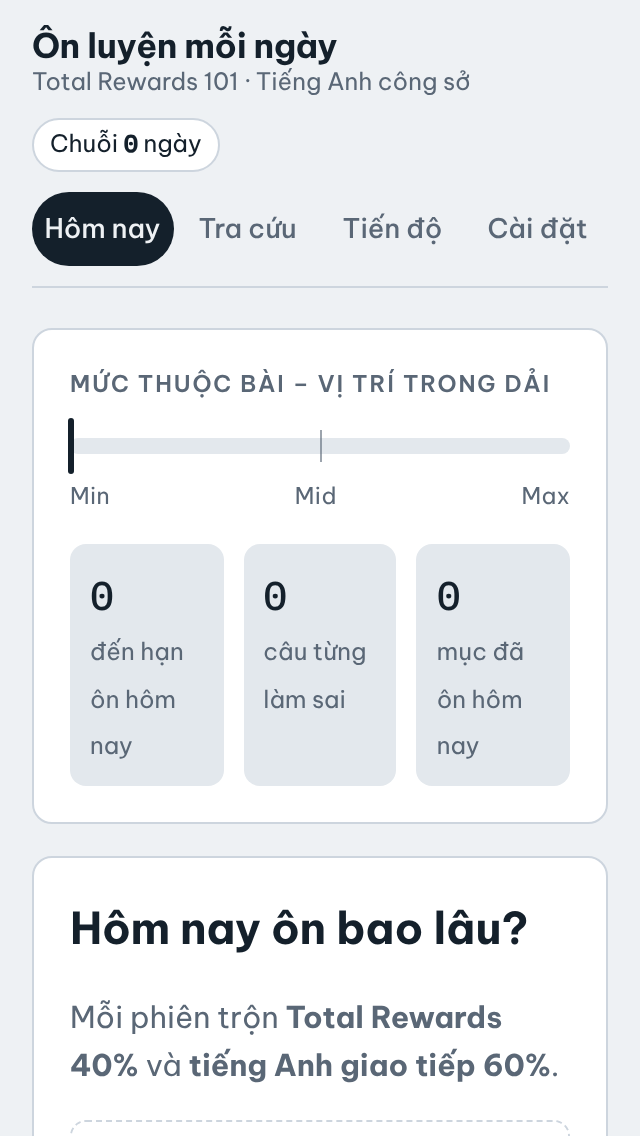 Ôn luyện mỗi ngày
Total Rewards 101 · Tiếng Anh công sở
Chuỗi 0 ngày
Hôm nay Tra cứu Tiến độ Cài đặt
MỨC THUỘC BÀI – VỊ TRÍ TRONG DẢI
Min Mid Max
0
đến hạn
ôn hôm
nay
0
câu từng
làm sai
0
mục đã
ôn hôm
nay
Hôm nay ôn bao lâu?
Mỗi phiên trộn Total Rewards
40% và tiếng Anh giao tiếp 60%.